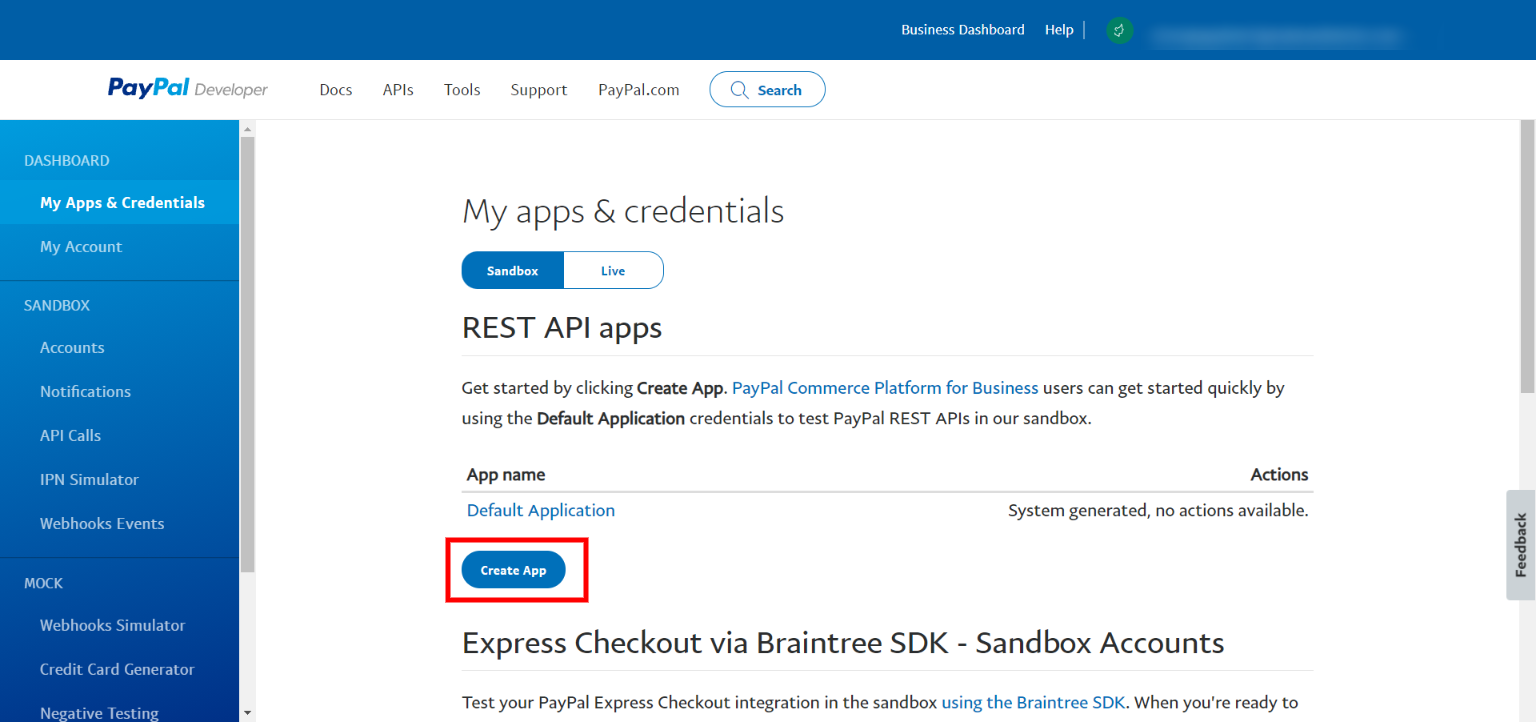 Business Dashboard
Help
PayPal Developer
Docs
APIs
Tools
Support
PayPal.com
Search
DASHBOARD
My Apps & Credentials
My Account
SANDBOX
Accounts
Notifications
API Calls
IPN Simulator
Webhooks Events
MOCK
Webhooks Simulator
Credit Card Generator
Negative Testing
My apps & credentials
Sandbox
Live
REST API apps
Get started by clicking Create App. PayPal Commerce Platform for Business users can get started quickly by
using the Default Application credentials to test PayPal REST APIs in our sandbox.
App name
Actions
Default Application
System generated, no actions available.
Create App
Express Checkout via Braintree SDK - Sandbox Accounts
Test your PayPal Express Checkout integration in the sandbox using the Braintree SDK. When you're ready to
Feedback